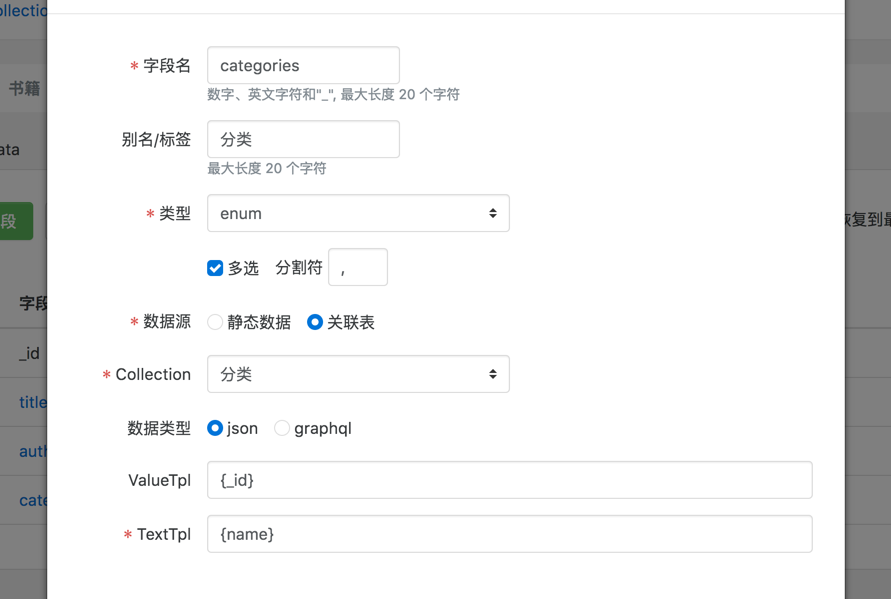 ollectio
书籍
ata
段
恢复到最
字段
_id
title
auth
cate
* 字段名 categories
数字、英文字符和"_", 最大长度 20 个字符
别名/标签 分类
最大长度 20 个字符
* 类型 enum
多选 分割符 ,
* 数据源 静态数据 关联表
* Collection 分类
数据类型 json graphql
ValueTpl {_id}
* TextTpl {name}